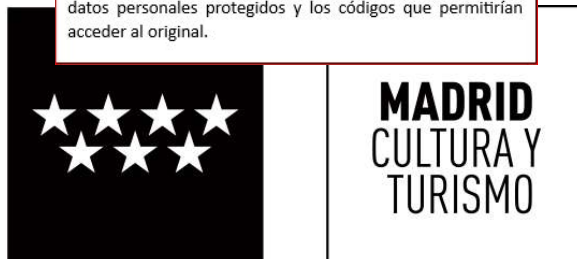 datos personales protegidos y los códigos que permitirían
acceder al original.
MADRID
CULTURA Y
TURISMO